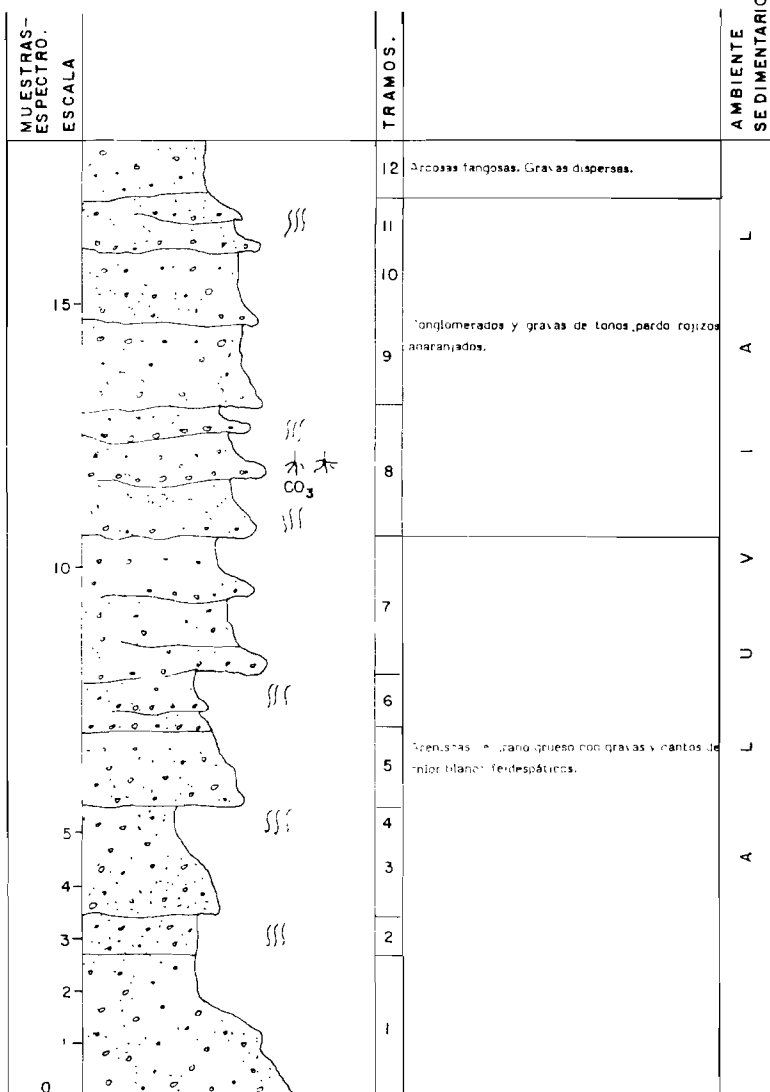 MUESTRAS-
ESPECTRO.
ESCALA
TRAMOS.
AMBIENTE
SEDIMENTARIO
12 Arcosas fangosas. Gravas dispersas.
11
10
15
Conglomerados y gravas de tonos pardo rojizos
anaranjados.
9
8
CO3
10
7
6
5
Areniscas de grano grueso con gravas y cantos de
color blanco feldespáticos.
5
4
3
4
3
2
2
1
1
0
A L U V I A L